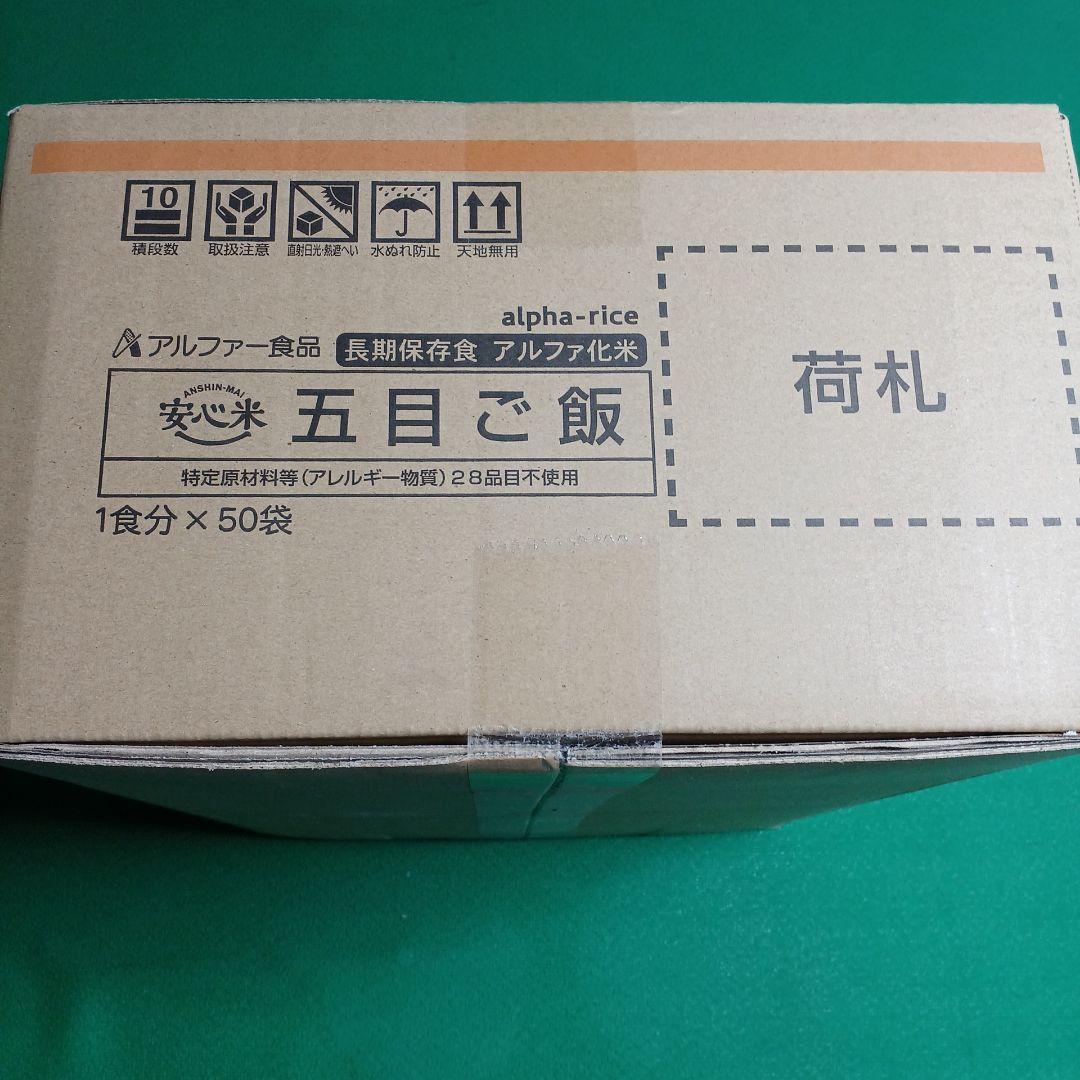 10
積段数 取扱注意 直射日光・熱遮へい 水ぬれ防止 天地無用
alpha-rice
アルファー食品 長期保存食 アルファ化米
ANSHIN-MAI
安心米 五目ご飯
特定原材料等(アレルギー物質)28品目不使用
1食分×50袋
荷札